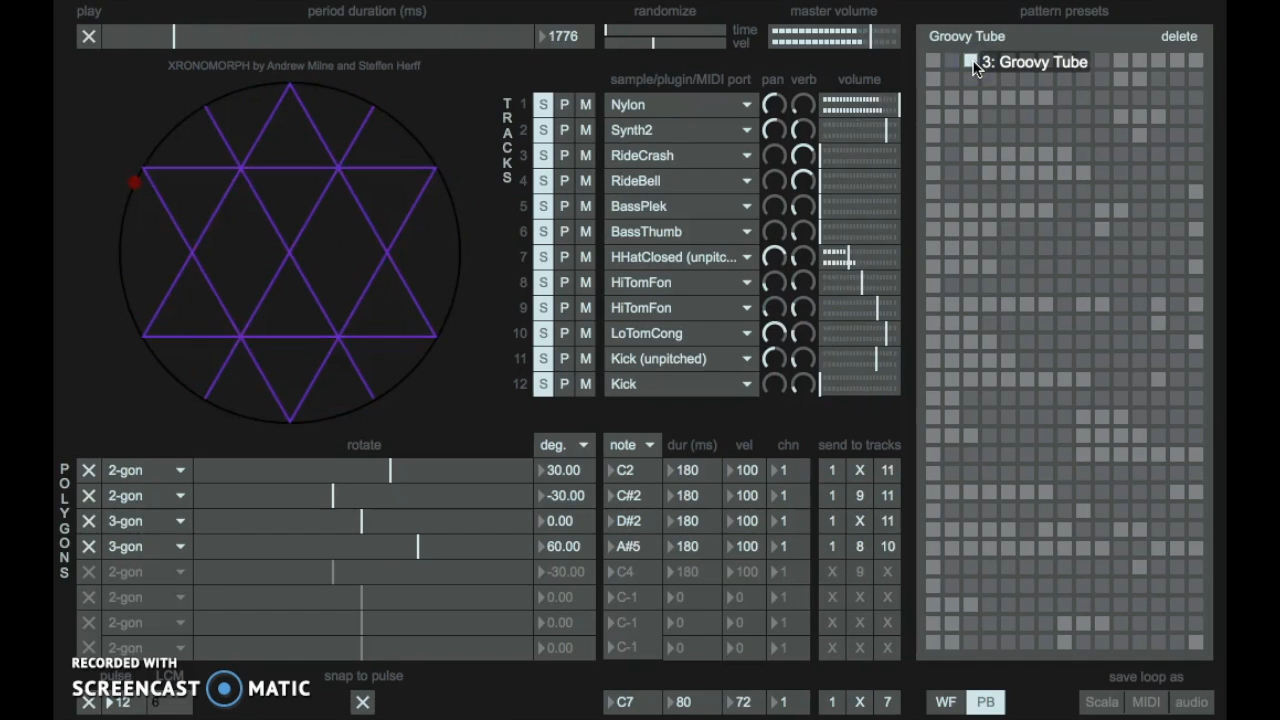 play period duration (ms) randomize master volume pattern presets
1776 time Groovy Tube delete
vel
3: Groovy Tube
XRONOMORPH by Andrew Milne and Steffen Herff
sample/plugin/MIDI port pan verb volume
TRACKS
1 S P M Nylon
2 S P M Synth2
3 S P M RideCrash
4 S P M RideBell
5 S P M BassPlek
6 S P M BassThumb
7 S P M HHatClosed (unpitc...
8 S P M HiTomFon
9 S P M HiTomFon
10 S P M LoTomCong
11 S P M Kick (unpitched)
12 S P M Kick
rotate deg. note dur (ms) vel chn send to tracks
POLYGONS
2-gon 30.00 C2 180 100 1 1 X 11
2-gon -30.00 C#2 180 100 1 1 9 11
3-gon 0.00 D#2 180 100 1 1 X 11
3-gon 60.00 A#5 180 100 1 1 8 10
2-gon -30.00 C4 180 100 1 X 9 X
2-gon 0.00 C-1 0 0 1 X X X
2-gon 0.00 C-1 0 0 1 X X X
2-gon 0.00 C-1 0 0 1 X X X
RECORDED WITH
SCREENCAST MATIC
pulse LCM snap to pulse save loop as
12 6 C7 80 72 1 1 X 7 WF PB Scala MIDI audio